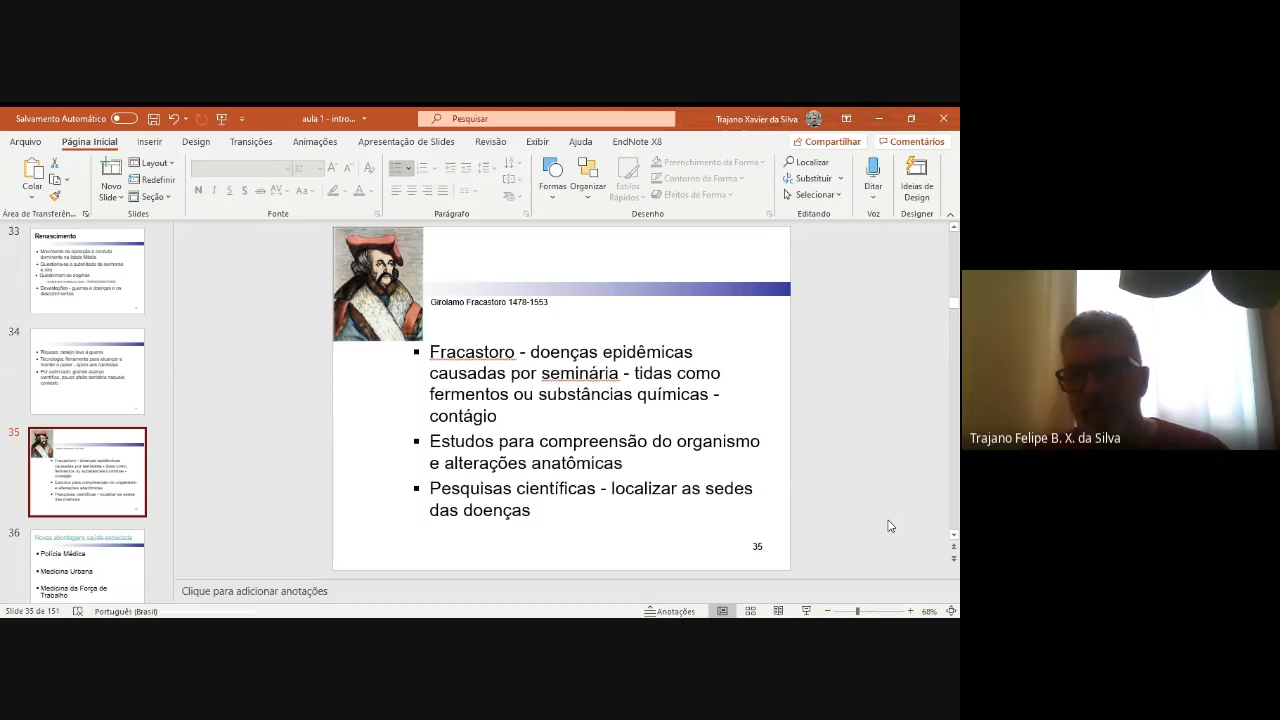 Salvamento Automático
aula 1 - intro...
Pesquisar
Trajano Xavier da Silva
Arquivo Página Inicial Inserir Design Transições Animações Apresentação de Slides Revisão Exibir Ajuda EndNote X8
Compartilhar Comentários
Colar
Novo
Slide
Layout
Redefinir
Seção
32
N I S
Aa
Formas
Organizar
Estilos
Rápidos
Preenchimento da Forma
Contorno da Forma
Efeitos de Forma
Localizar
Substituir
Selecionar
Ditar
Ideias de
Design
Área de Transferên... Slides Fonte Parágrafo Desenho Editando Voz Designer
33
Renascimento
34
35
36
Novas abordagens saúde-sociedade
Polícia Médica
Medicina Urbana
Medicina da Força de
Trabalho
Girolamo Fracastoro 1478-1553
Fracastoro - doenças epidêmicas
causadas por seminária - tidas como
fermentos ou substâncias químicas -
contágio
Estudos para compreensão do organismo
e alterações anatômicas
Pesquisas científicas - localizar as sedes
das doenças
35
Clique para adicionar anotações
Slide 35 de 151
Português (Brasil)
Anotações
68%
Trajano Felipe B. X. da Silva